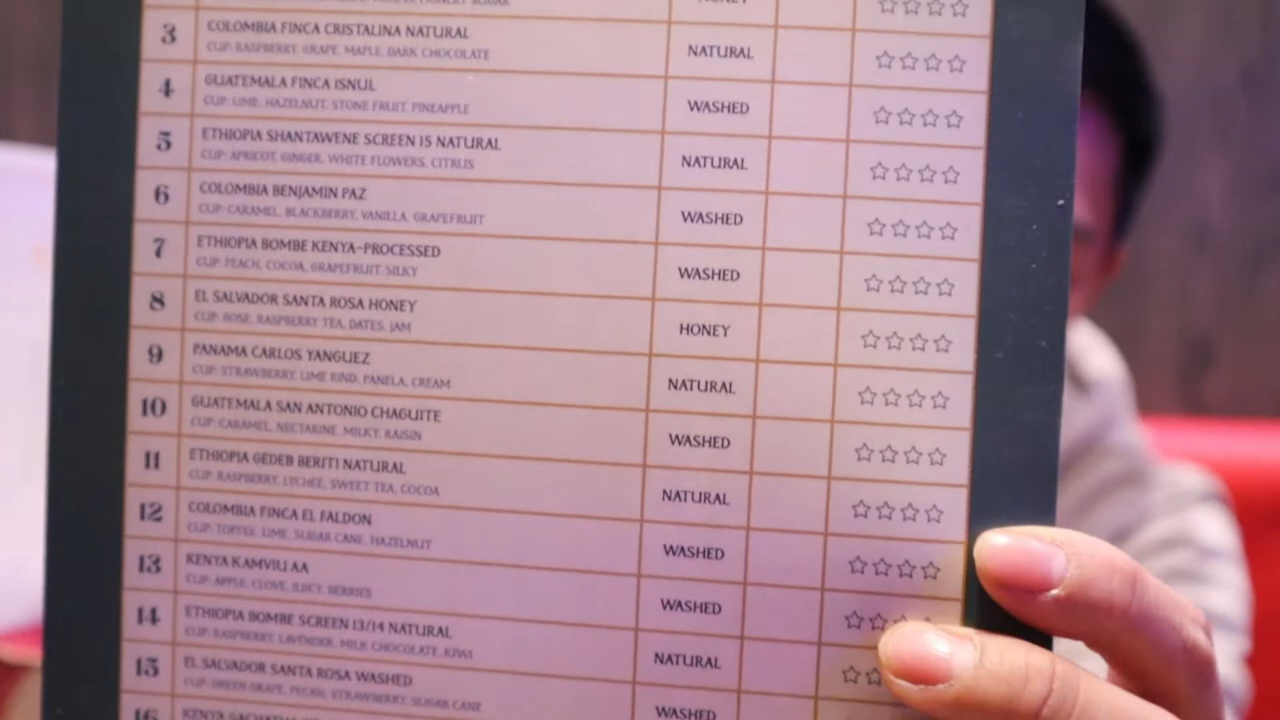 HONEY
3 COLOMBIA FINCA CRISTALINA NATURAL NATURAL
CUP: RASPBERRY, GRAPE, MAPLE, DARK CHOCOLATE
4 GUATEMALA FINCA ISNUL WASHED
CUP: LIME, HAZELNUT, STONE FRUIT, PINEAPPLE
5 ETHIOPIA SHANTAWENE SCREEN 15 NATURAL NATURAL
CUP: APRICOT, GINGER, WHITE FLOWERS, CITRUS
6 COLOMBIA BENJAMIN PAZ WASHED
CUP: CARAMEL, BLACKBERRY, VANILLA, GRAPEFRUIT
7 ETHIOPIA BOMBE KENYA-PROCESSED WASHED
CUP: PEACH, COCOA, GRAPEFRUIT, SILKY
8 EL SALVADOR SANTA ROSA HONEY HONEY
CUP: ROSE, RASPBERRY TEA, DATES, JAM
9 PANAMA CARLOS YANGUEZ NATURAL
CUP: STRAWBERRY, LIME RIND, PANELA, CREAM
10 GUATEMALA SAN ANTONIO CHAGUITE WASHED
CUP: CARAMEL, NECTARINE, MILKY, RAISIN
11 ETHIOPIA GEDEB BERITI NATURAL NATURAL
CUP: RASPBERRY, LYCHEE, SWEET TEA, COCOA
12 COLOMBIA FINCA EL FALDON WASHED
CUP: TOFFEE, LIME, SUGAR CANE, HAZELNUT
13 KENYA KAMVIU AA WASHED
CUP: APPLE, CLOVE, JUICY, BERRIES
14 ETHIOPIA BOMBE SCREEN 13/14 NATURAL NATURAL
CUP: RASPBERRY, LAVENDER, MILK CHOCOLATE, KIWI
15 EL SALVADOR SANTA ROSA WASHED WASHED
CUP: GREEN GRAPE, PECAN, STRAWBERRY, SUGAR CANE
16 KENYA